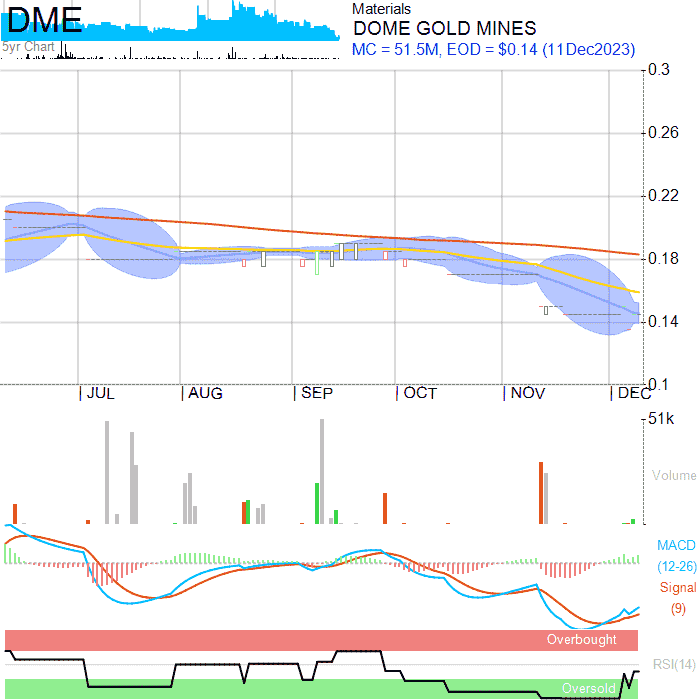 DME
5yr Chart
Materials
DOME GOLD MINES
MC = 51.5M, EOD = $0.14 (11Dec2023)
0.3
0.26
0.22
0.18
0.14
0.1
JUL AUG SEP OCT NOV DEC
51k
Volume
MACD
(12-26)
Signal
(9)
Overbought
RSI(14)
Oversold